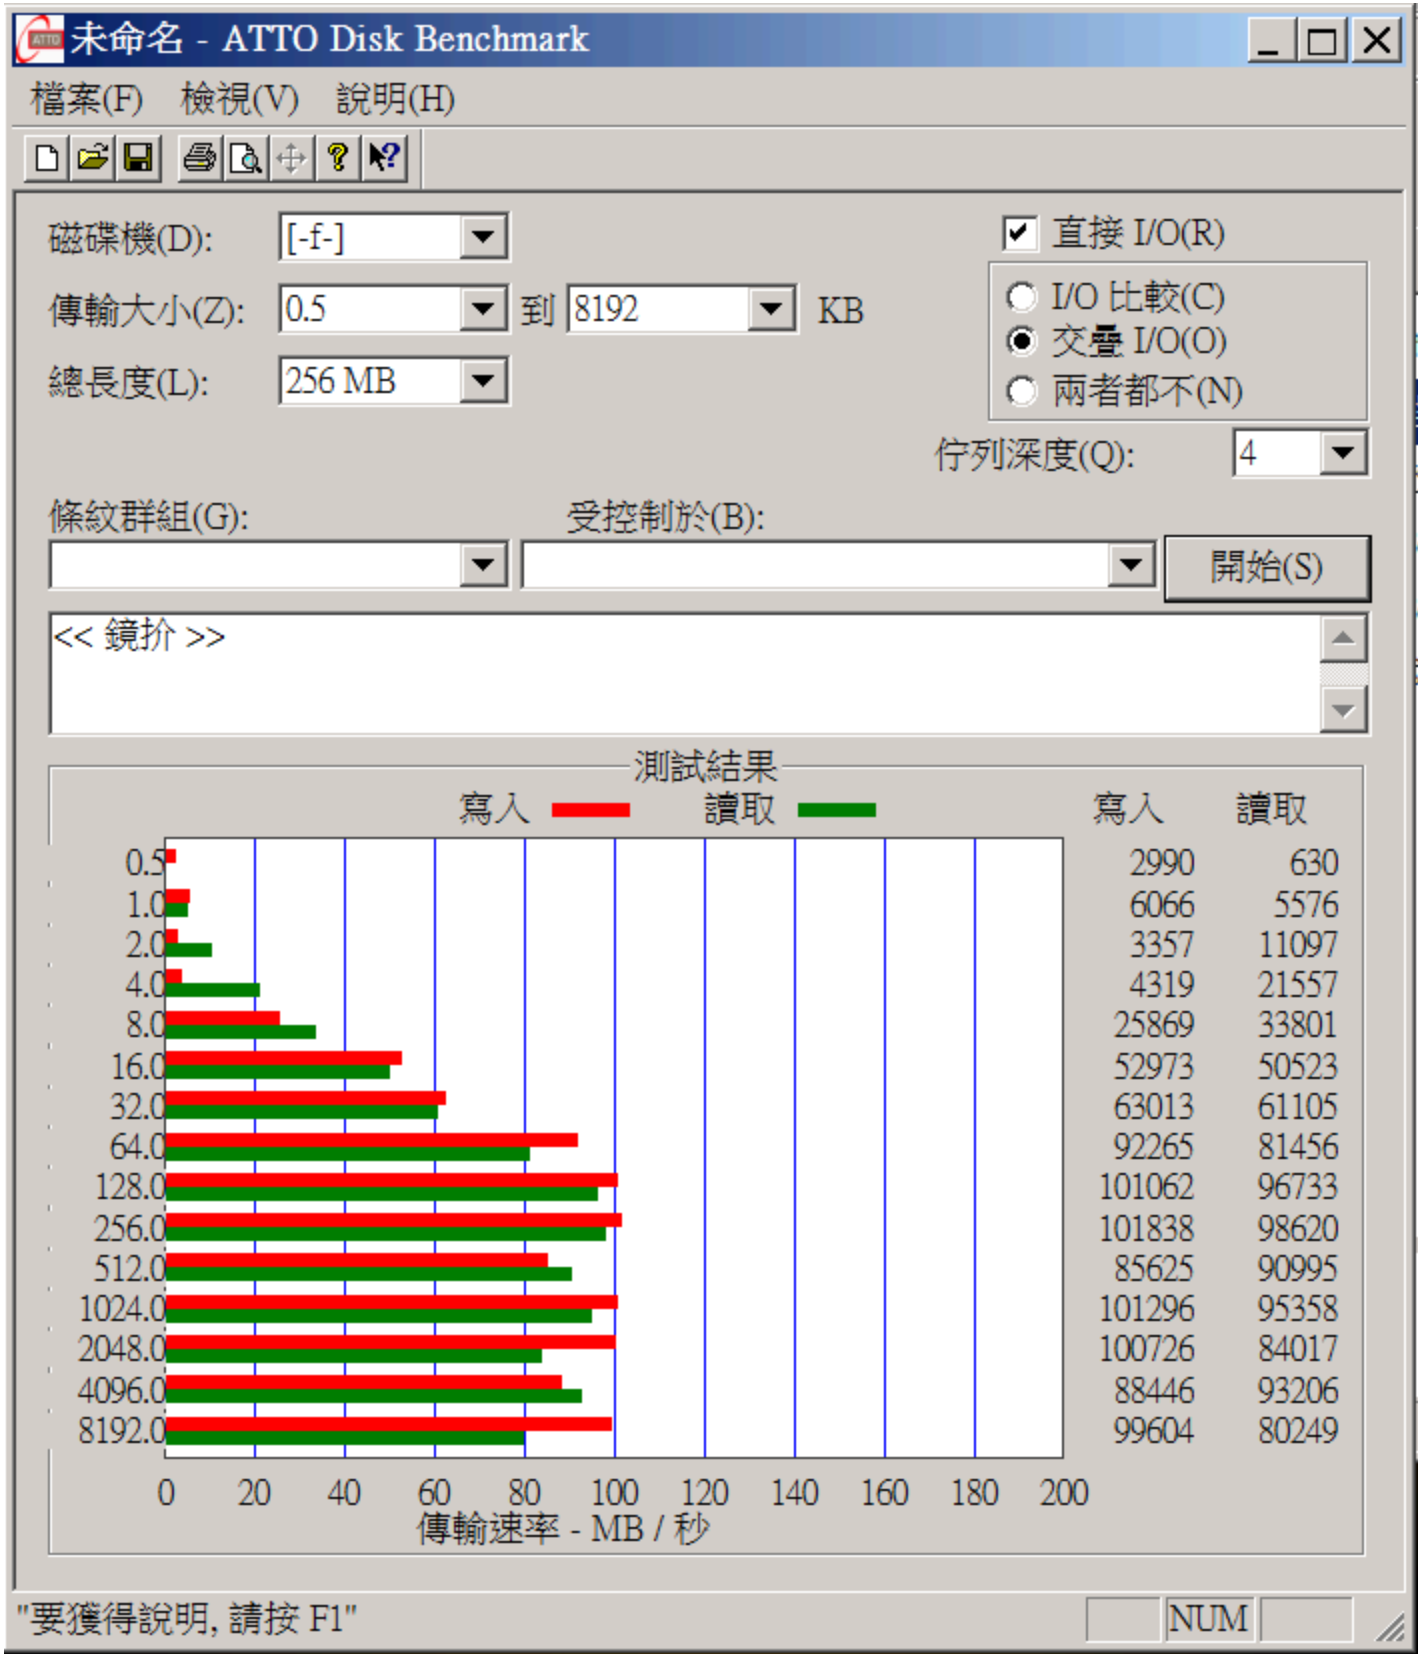 ATTO 未命名 - ATTO Disk Benchmark
檔案(F) 檢視(V) 說明(H)
磁碟機(D): [-f-] 直接 I/O(R)
傳輸大小(Z): 0.5 到 8192 KB I/O 比較(C)
交疊 I/O(O)
總長度(L): 256 MB 兩者都不(N)
佇列深度(Q): 4
條紋群組(G): 受控制於(B):
開始(S)
<< 鏡扴 >>
測試結果
寫入 讀取 寫入 讀取
0.5 2990 630
1.0 6066 5576
2.0 3357 11097
4.0 4319 21557
8.0 25869 33801
16.0 52973 50523
32.0 63013 61105
64.0 92265 81456
128.0 101062 96733
256.0 101838 98620
512.0 85625 90995
1024.0 101296 95358
2048.0 100726 84017
4096.0 88446 93206
8192.0 99604 80249
0 20 40 60 80 100 120 140 160 180 200
傳輸速率 - MB / 秒
"要獲得說明, 請按 F1" NUM